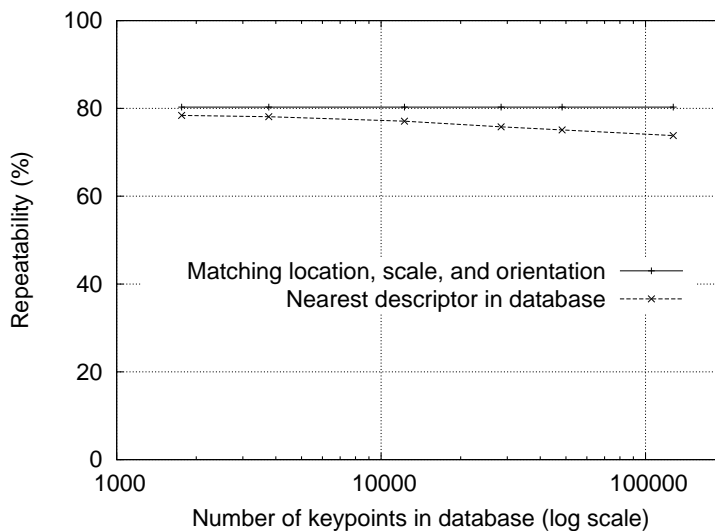 100
80
60
40
20
0
Repeatability (%)
Matching location, scale, and orientation
Nearest descriptor in database
1000
10000
100000
Number of keypoints in database (log scale)